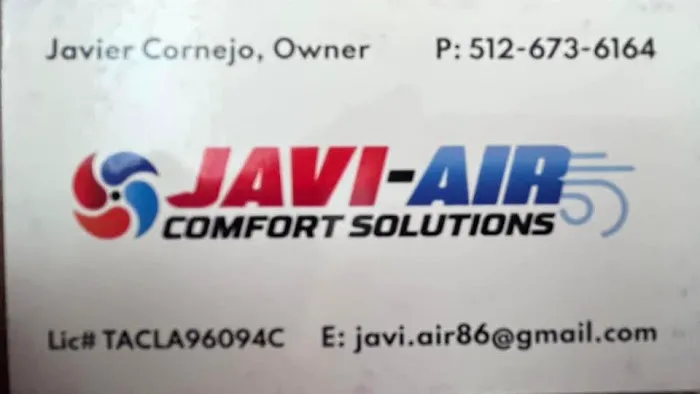 Javier Cornejo, Owner P: 512-673-6164
JAVI-AIR
COMFORT SOLUTIONS
Lic# TACLA96094C E: javi.air86@gmail.com